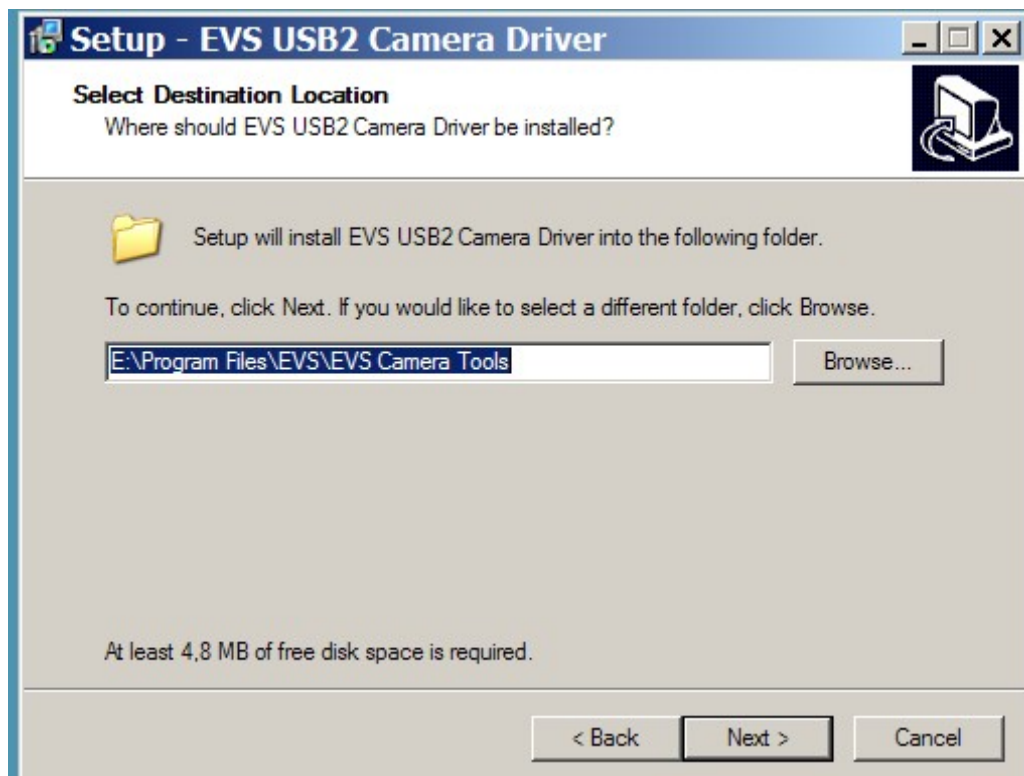 Setup - EVS USB2 Camera Driver
Select Destination Location
Where should EVS USB2 Camera Driver be installed?
Setup will install EVS USB2 Camera Driver into the following folder.
To continue, click Next. If you would like to select a different folder, click Browse.
E:\Program Files\EVS\EVS Camera Tools
Browse...
At least 4,8 MB of free disk space is required.
< Back
Next >
Cancel